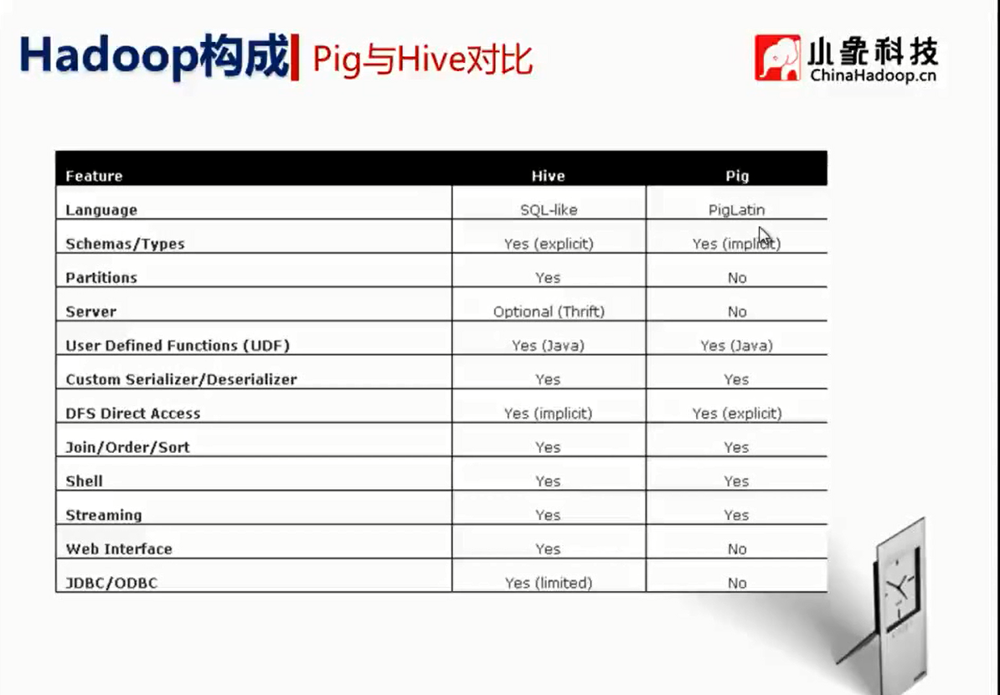 Hadoop构成 Pig与Hive对比
小象科技
ChinaHadoop.cn
Feature Hive Pig
Language SQL-like PigLatin
Schemas/Types Yes (explicit) Yes (implicit)
Partitions Yes No
Server Optional (Thrift) No
User Defined Functions (UDF) Yes (Java) Yes (Java)
Custom Serializer/Deserializer Yes Yes
DFS Direct Access Yes (implicit) Yes (explicit)
Join/Order/Sort Yes Yes
Shell Yes Yes
Streaming Yes Yes
Web Interface Yes No
JDBC/ODBC Yes (limited) No